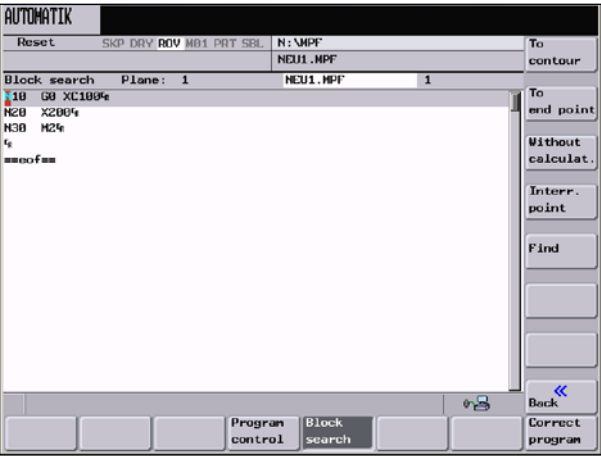 AUTOMATIK
Reset SKP DRY ROV M01 PRT SBL N:\MPF
NEU1.MPF
Block search Plane: 1 NEU1.MPF 1
N10 G0 XC100
N20 X200
N30 M2
==eof==
To
contour
To
end point
Without
calculat.
Interr.
point
Find
Back
Program
control
Block
search
Correct
program